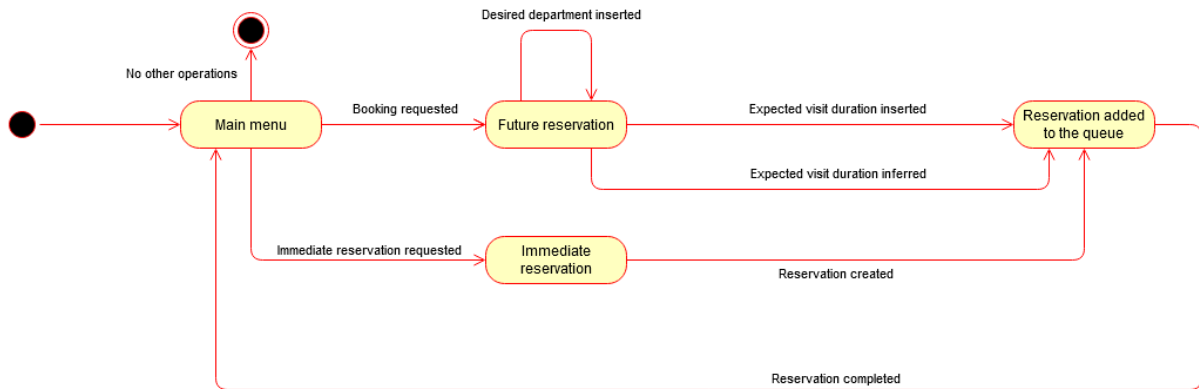 Desired department inserted
No other operations
Booking requested
Expected visit duration inserted
Main menu
Future reservation
Reservation added
to the queue
Expected visit duration inferred
Immediate reservation requested
Immediate
reservation
Reservation created
Reservation completed